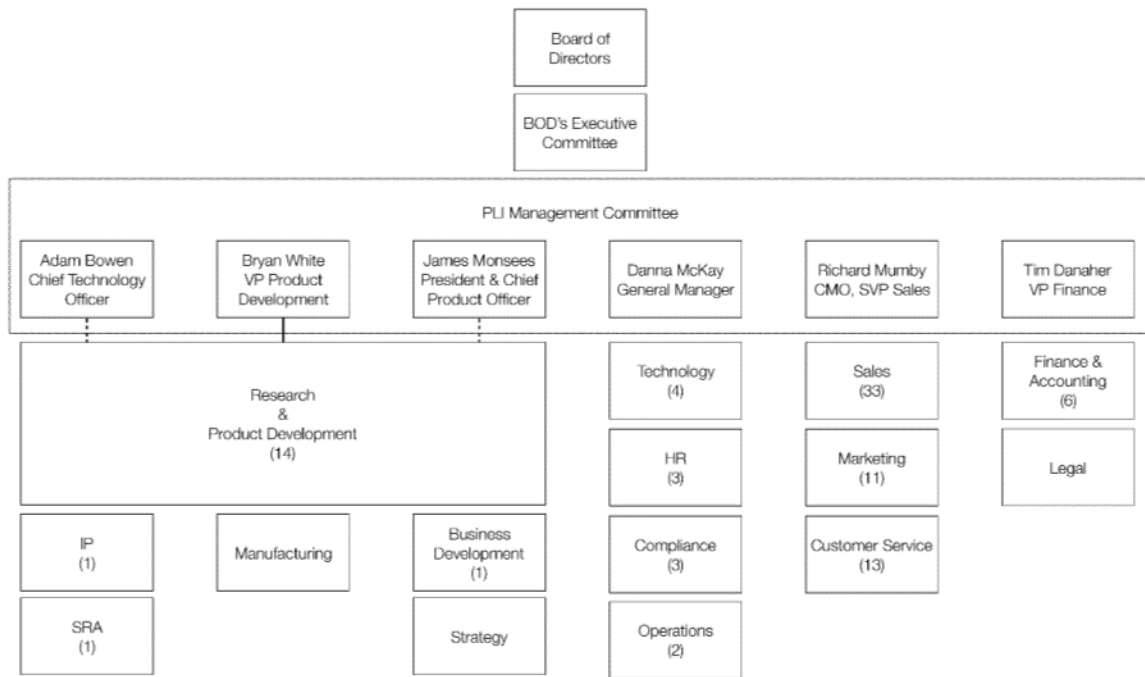 Board of
Directors
BOD's Executive
Committee
PLI Management Committee
Adam Bowen
Chief Technology
Officer
Bryan White
VP Product
Development
James Monsees
President & Chief
Product Officer
Danna McKay
General Manager
Richard Mumby
CMO, SVP Sales
Tim Danaher
VP Finance
Research
&
Product Development
(14)
Technology
(4)
Sales
(33)
Finance &
Accounting
(6)
HR
(3)
Marketing
(11)
Legal
IP
(1)
Manufacturing
Business
Development
(1)
Compliance
(3)
Customer Service
(13)
SRA
(1)
Strategy
Operations
(2)